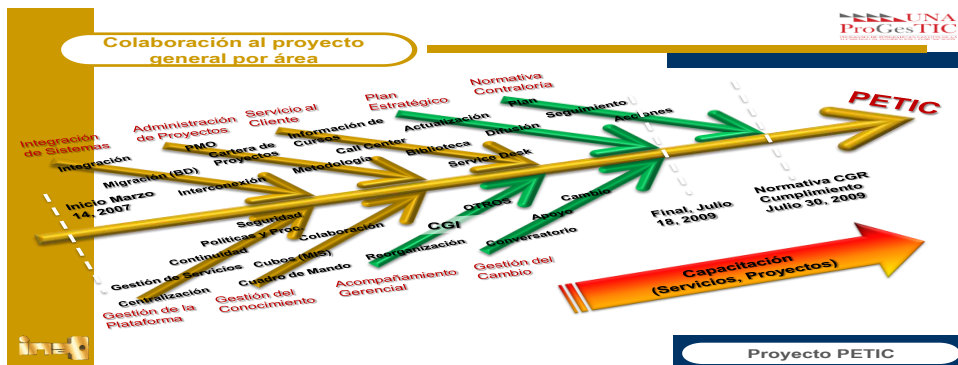 Colaboración al proyecto
general por área
UNA
ProGesTIC
Normativa
Contraloría
Plan
Estratégico
Servicio al
Cliente
Administración
de Proyectos
Integración
de Sistemas
PETIC
Plan
Seguimiento
Acciones
Actualización
Difusión
Información de
Cursos
Call Center
Biblioteca
Service Desk
PMO
Cartera de
Proyectos
Metodología
Integración
Migración (BD)
Interconexión
Inicio Marzo
14, 2007
Seguridad
Políticas y Proc.
Continuidad
Gestión de Servicios
Centralización
Colaboración
Cubos (MIS)
Cuadro de Mando
OTROS
CGI
Reorganización
Cambio
Apoyo
Conversatorio
Final, Julio
18, 2009
Normativa CGR
Cumplimiento
Julio 30, 2009
Gestión de la
Plataforma
Gestión del
Conocimiento
Acompañamiento
Gerencial
Gestión del
Cambio
Capacitación
(Servicios, Proyectos)
Proyecto PETIC